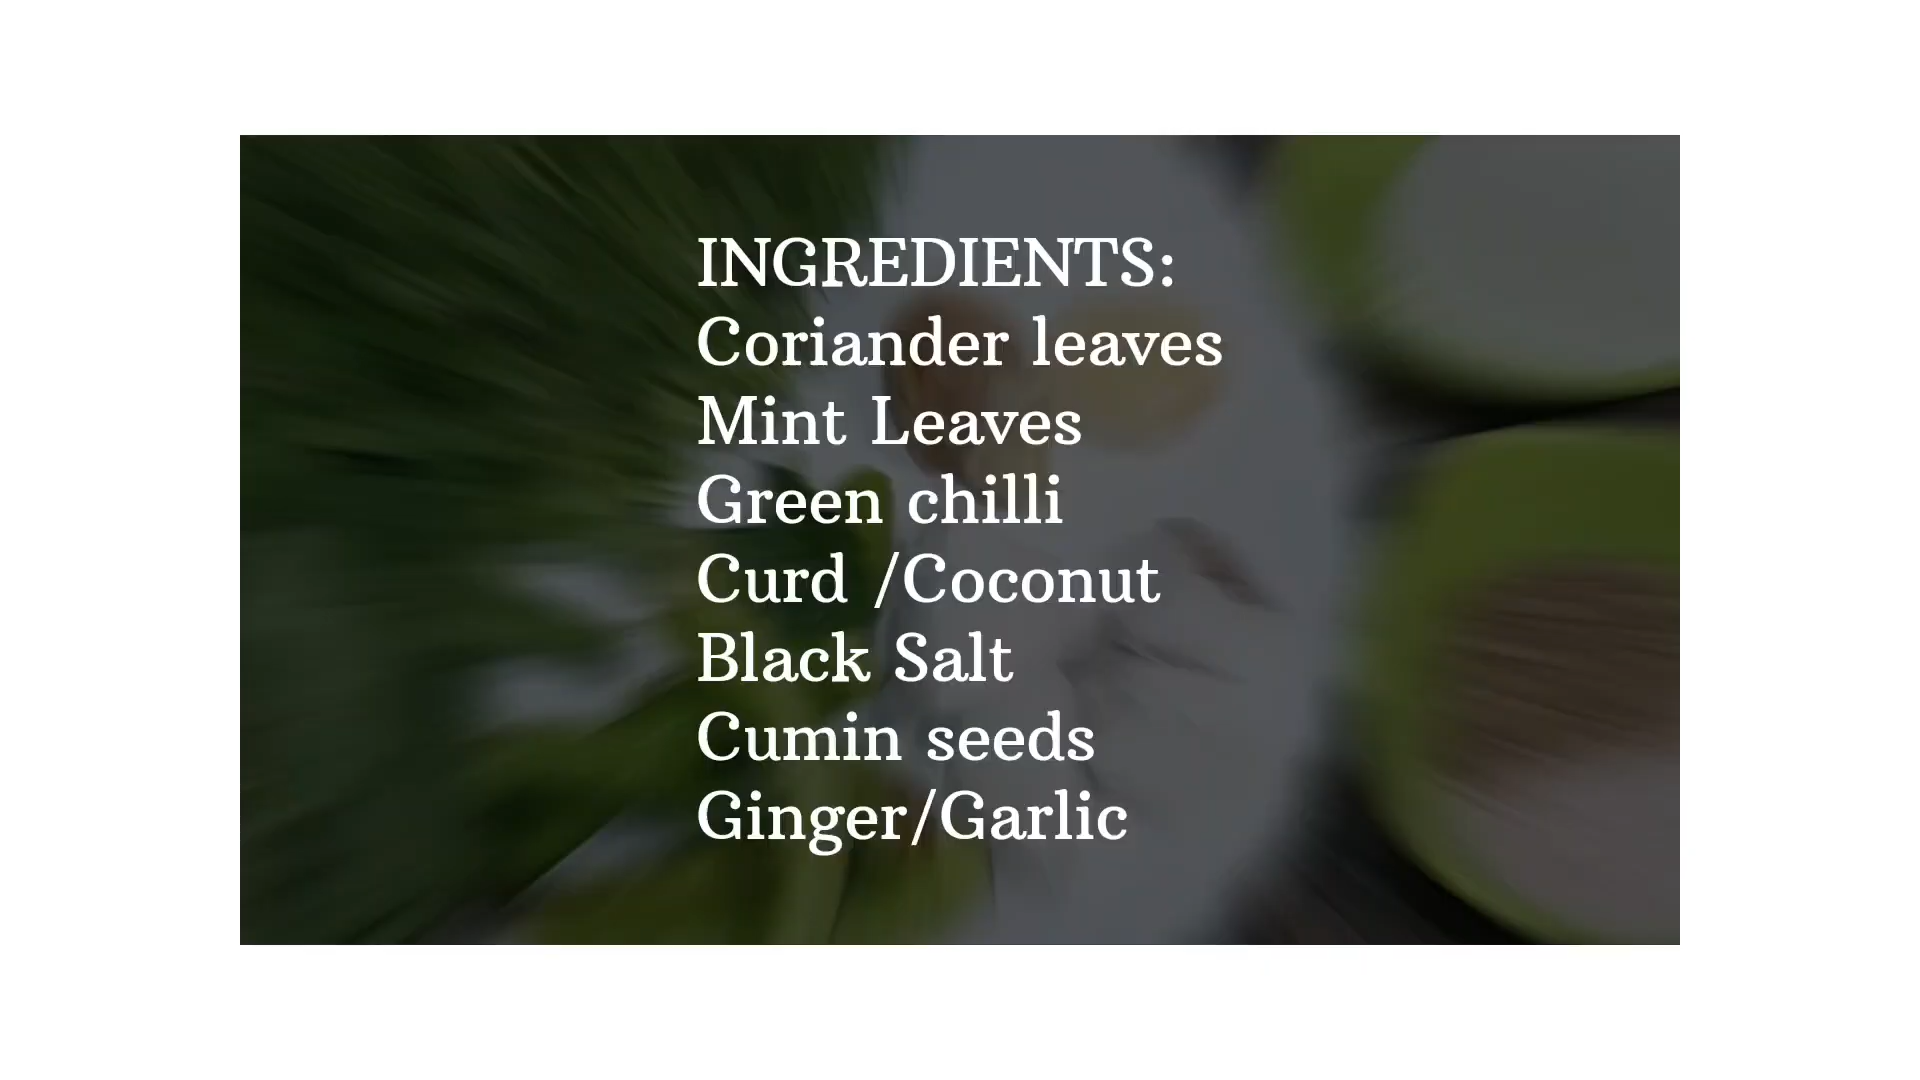 INGREDIENTS:
Coriander leaves
Mint Leaves
Green chilli
Curd /Coconut
Black Salt
Cumin seeds
Ginger/Garlic